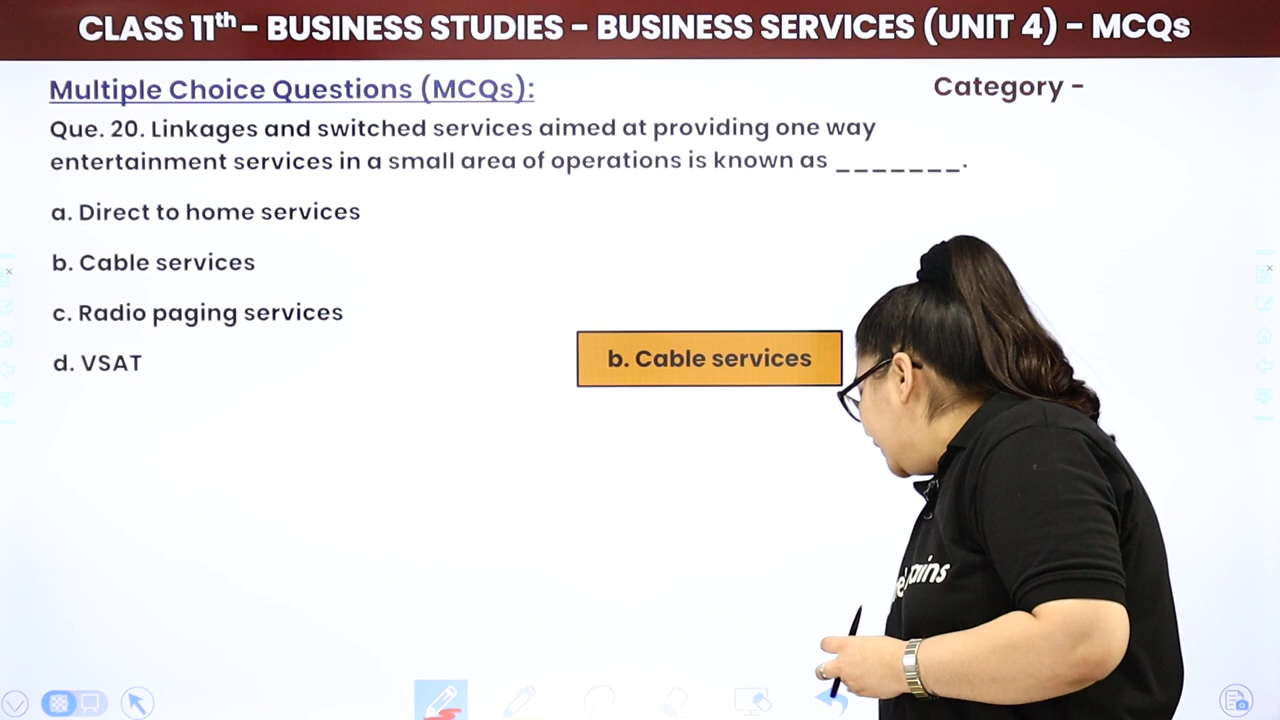 CLASS 11th - BUSINESS STUDIES - BUSINESS SERVICES (UNIT 4) - MCQs
Multiple Choice Questions (MCQs):
Category -
Que. 20. Linkages and switched services aimed at providing one way
entertainment services in a small area of operations is known as _______.
a. Direct to home services
b. Cable services
c. Radio paging services
d. VSAT
b. Cable services